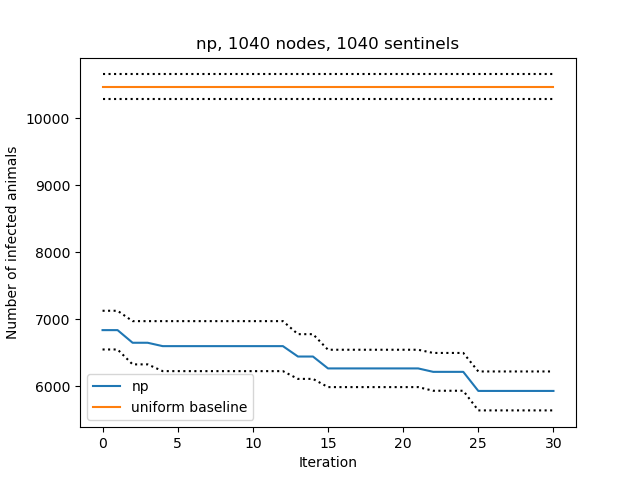 np, 1040 nodes, 1040 sentinels
Number of infected animals
10000
9000
8000
7000
6000
np
uniform baseline
0 5 10 15 20 25 30
Iteration